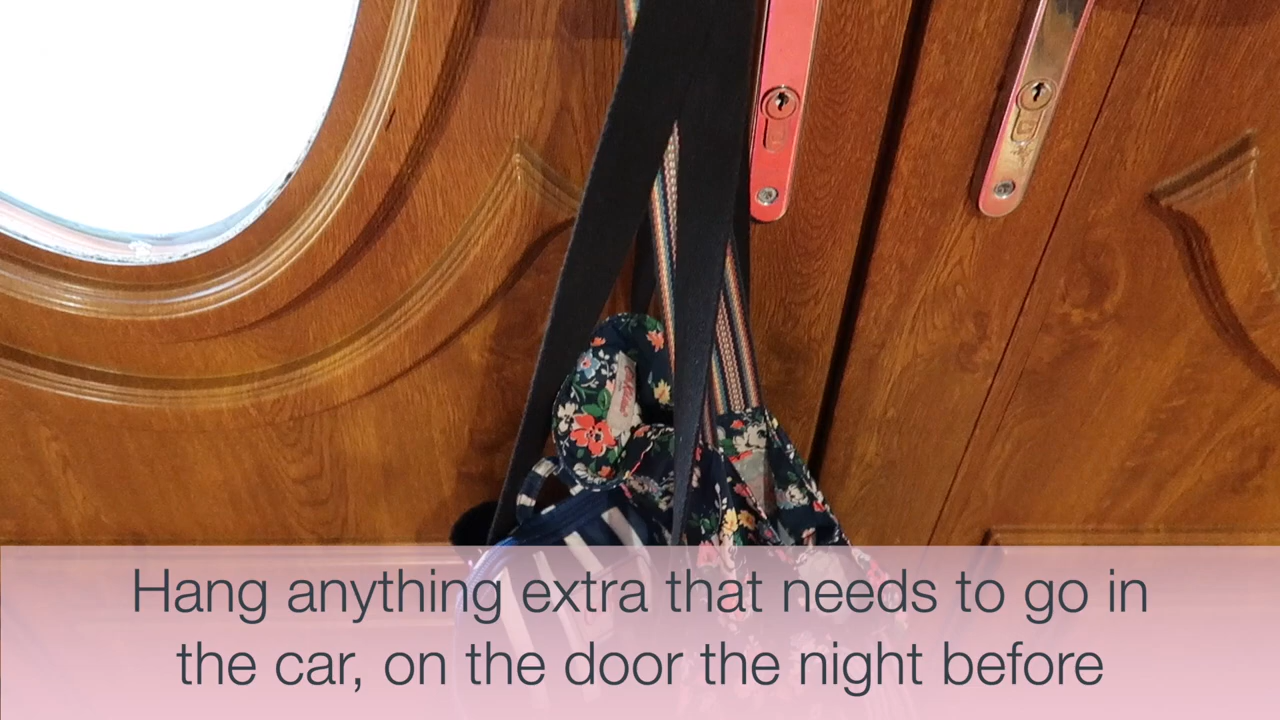 Hang anything extra that needs to go in
the car, on the door the night before